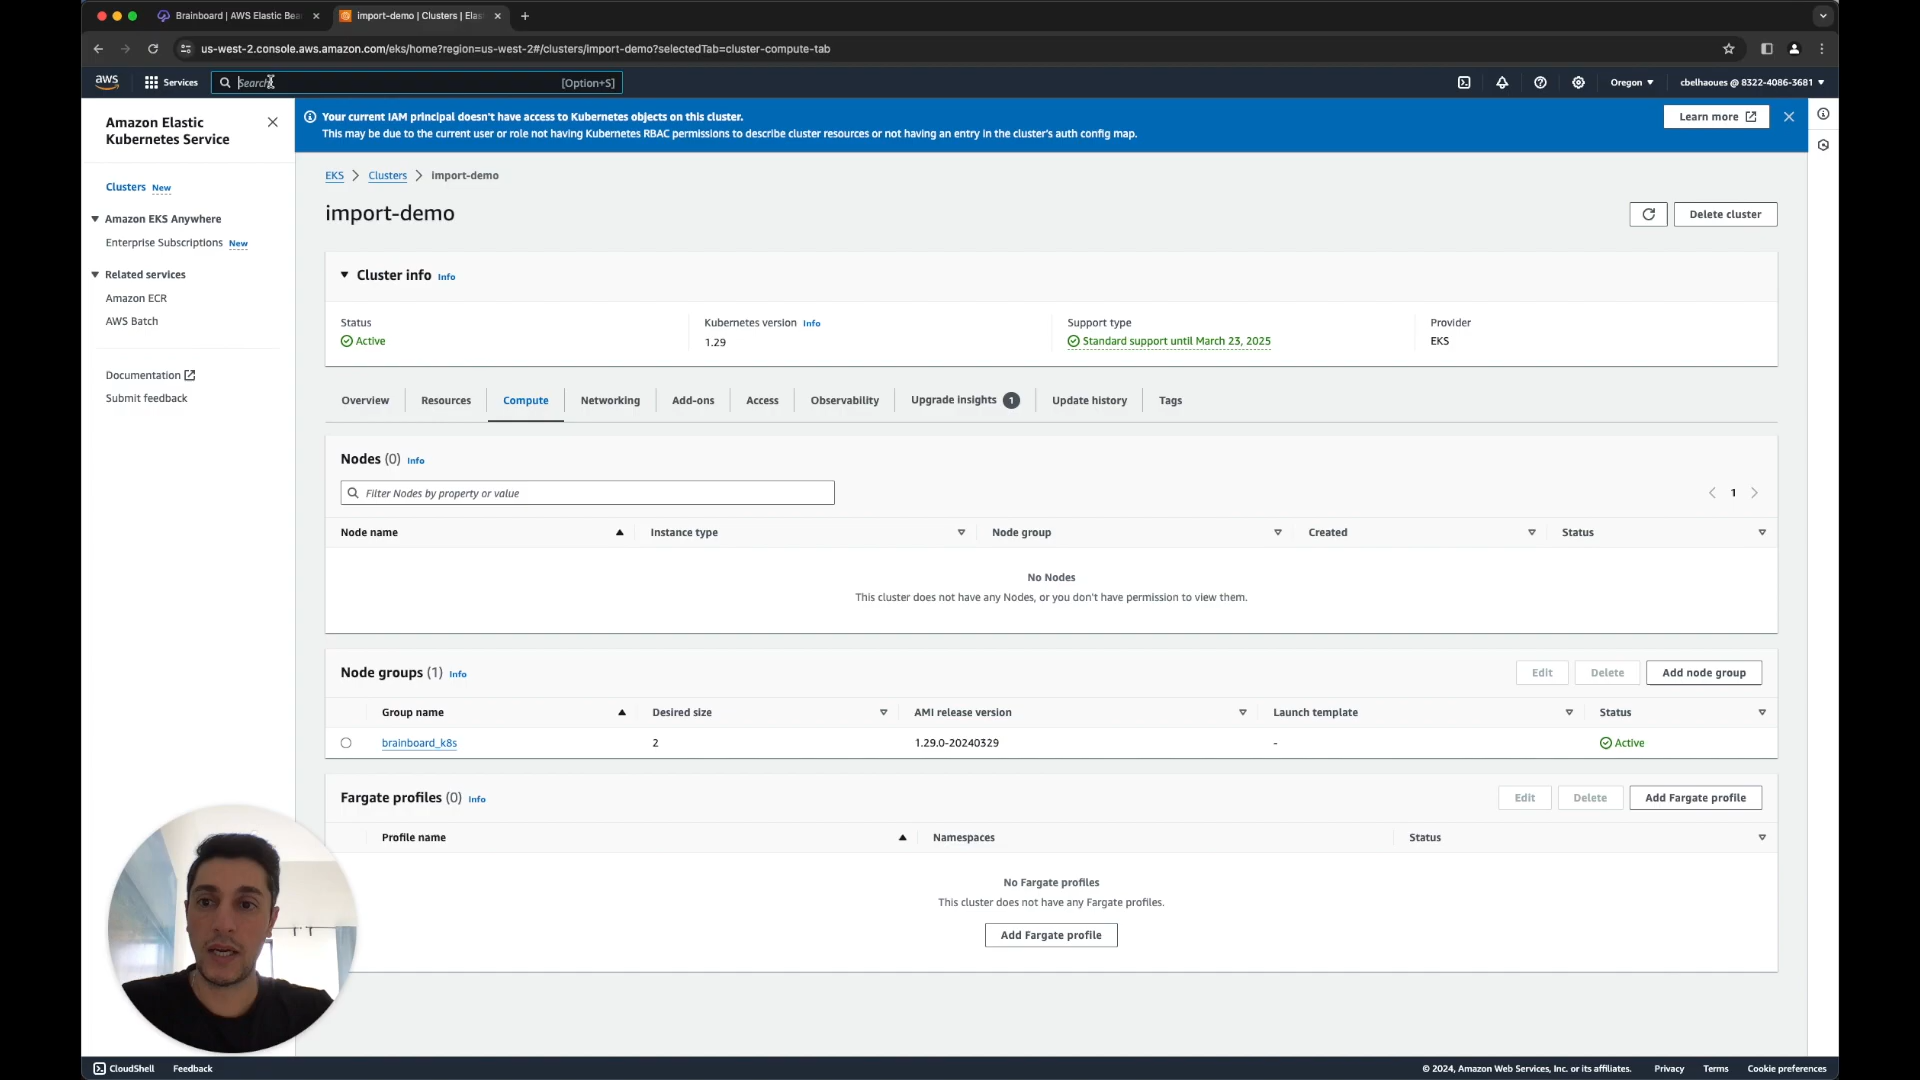 Brainboard | AWS Elastic Bea
import-demo | Clusters | Elas
us-west-2.console.aws.amazon.com/eks/home?region=us-west-2#/clusters/import-demo?selectedTab=cluster-compute-tab
aws
Services
Search
[Option+S]
Oregon
cbelhaoues @ 8322-4086-3681
Amazon Elastic
Kubernetes Service
Clusters New
Amazon EKS Anywhere
Enterprise Subscriptions New
Related services
Amazon ECR
AWS Batch
Documentation
Submit feedback
Your current IAM principal doesn't have access to Kubernetes objects on this cluster.
This may be due to the current user or role not having Kubernetes RBAC permissions to describe cluster resources or not having an entry in the cluster's auth config map.
Learn more
EKS > Clusters > import-demo
import-demo
Delete cluster
Cluster info Info
Status
Active
Kubernetes version Info
1.29
Support type
Standard support until March 23, 2025
Provider
EKS
Overview Resources Compute Networking Add-ons Access Observability Upgrade insights 1 Update history Tags
Nodes (0) Info
Filter Nodes by property or value
1
Node name Instance type Node group Created Status
No Nodes
This cluster does not have any Nodes, or you don't have permission to view them.
Node groups (1) Info
Edit Delete Add node group
Group name Desired size AMI release version Launch template Status
brainboard_k8s 2 1.29.0-20240329 - Active
Fargate profiles (0) Info
Edit Delete Add Fargate profile
Profile name Namespaces Status
No Fargate profiles
This cluster does not have any Fargate profiles.
Add Fargate profile
CloudShell Feedback
© 2024, Amazon Web Services, Inc. or its affiliates. Privacy Terms Cookie preferences